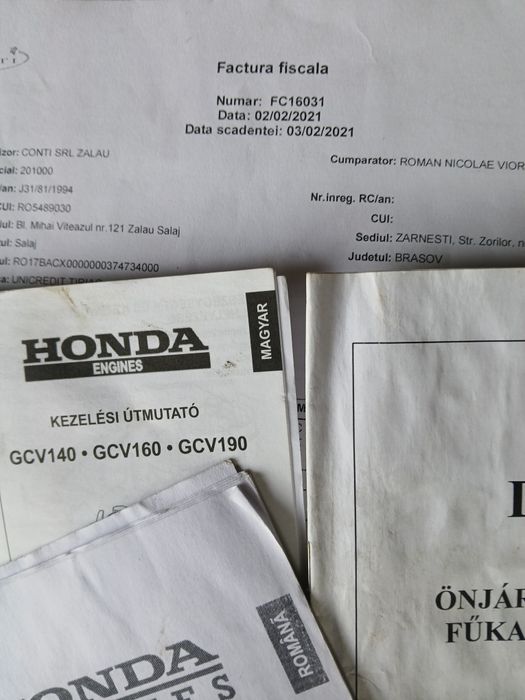 Factura fiscala
Numar: FC16031
Data: 02/02/2021
Data scadentei: 03/02/2021
CONTI SRL ZALAU
201000
J31/81/1994
CUI: RO5489030
Bl. Mihai Viteazul nr.121 Zalau Salaj
Salaj
RO17BACX0000000374734000
UNICREDIT
Cumparator: ROMAN NICOLAE VIOR
Nr.inreg. RC/an:
CUI:
Sediul: ZARNESTI, Str. Zorilor,
Judetul: BRASOV
HONDA
ENGINES
MAGYAR
KEZELÉSI ÚTMUTATÓ
GCV140 • GCV160 • GCV190
ÖNJÁR
FŰKA
ROMÂNĂ
ONDA